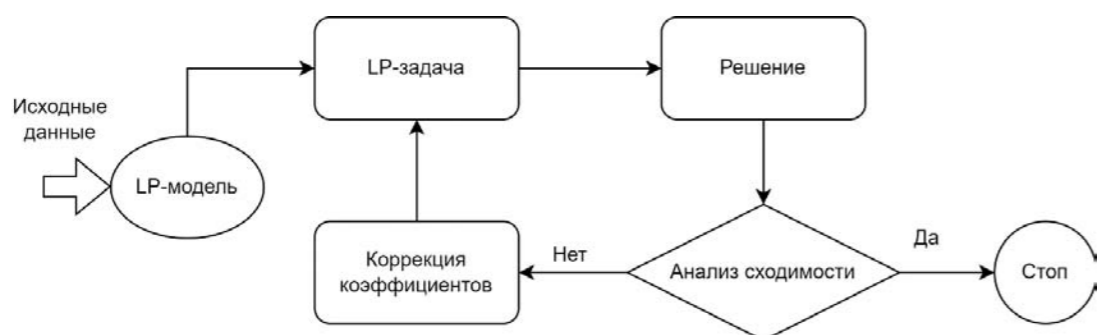 LP-задача
Решение
Исходные
данные
LP-модель
Коррекция
коэффициентов
Нет
Анализ сходимости
Да
Стоп